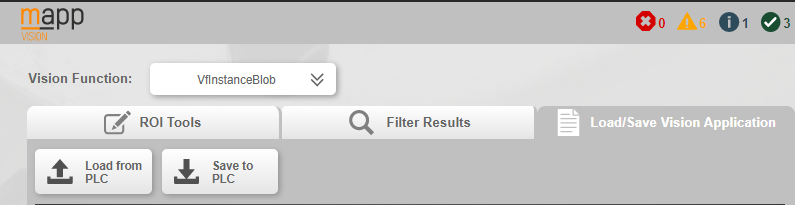 mapp
VISION
0 6 1 3
Vision Function: VfInstanceBlob
ROI Tools Filter Results Load/Save Vision Application
Load from
PLC
Save to
PLC